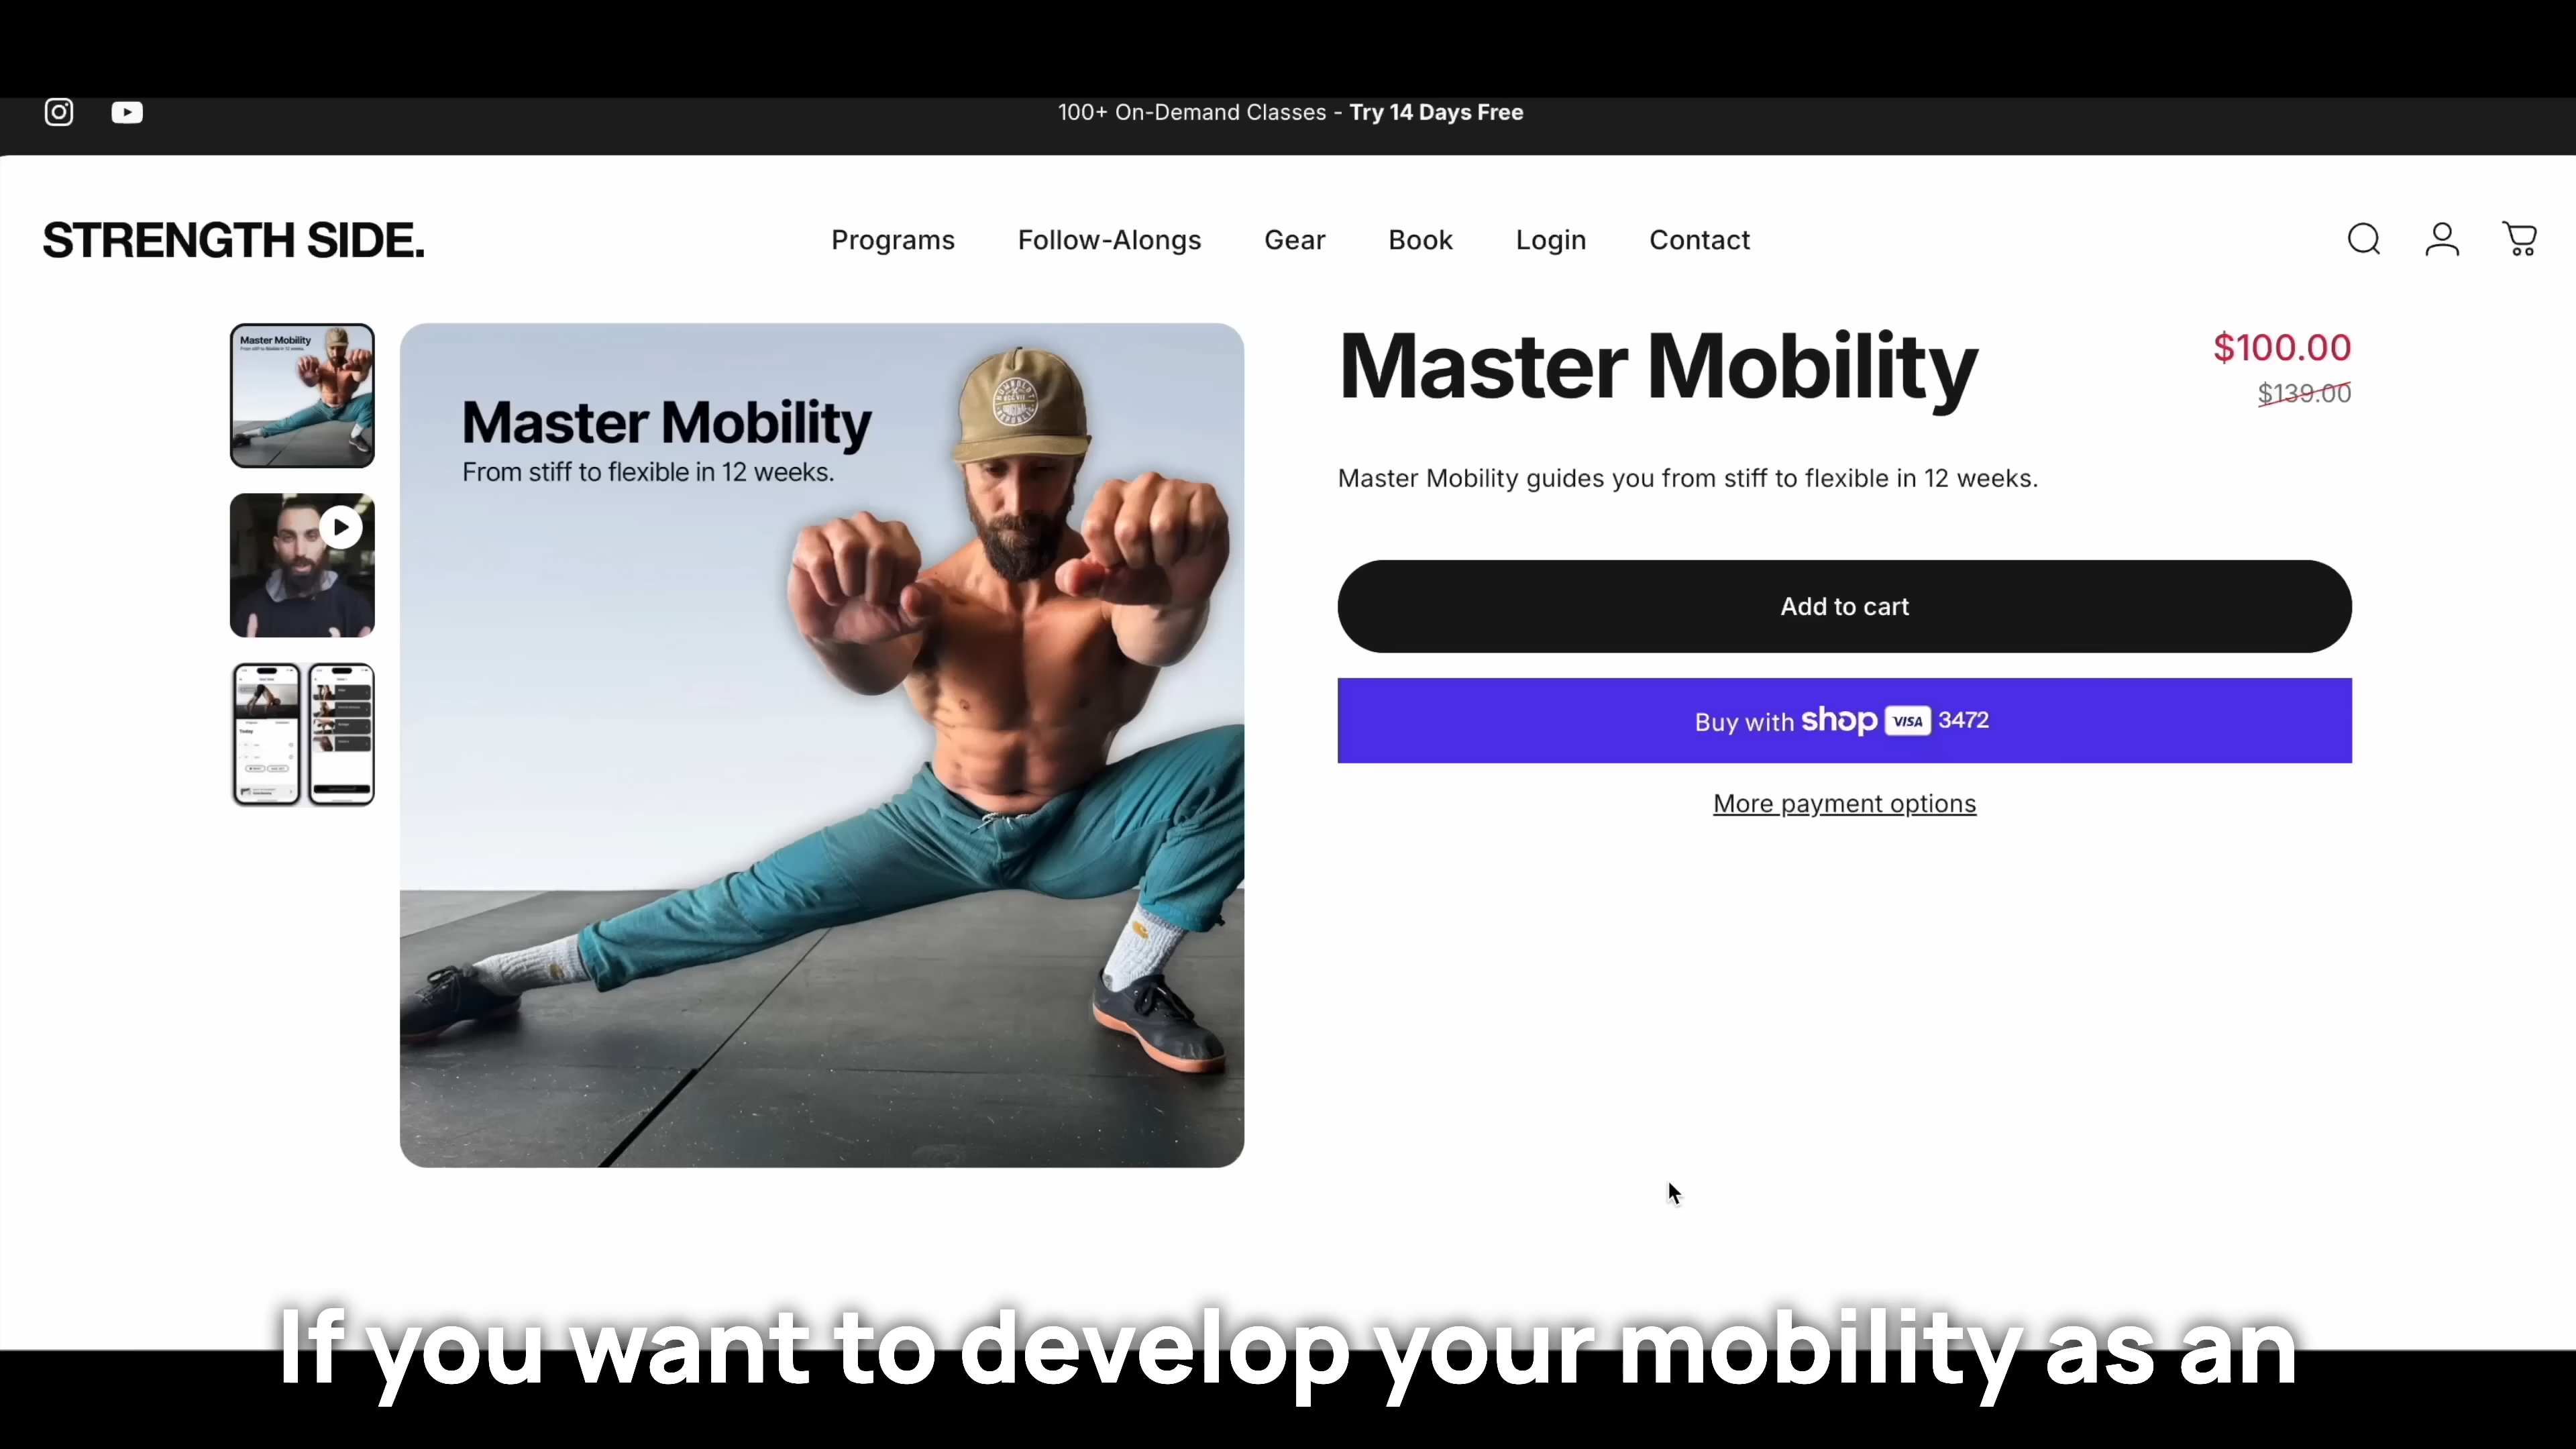 100+ On-Demand Classes - Try 14 Days Free
STRENGTH SIDE.
Programs
Follow-Alongs
Gear
Book
Login
Contact
Master Mobility
Master Mobility
From stiff to flexible in 12 weeks.
Master Mobility
$100.00
$139.00
Master Mobility guides you from stiff to flexible in 12 weeks.
Add to cart
Buy with shop VISA 3472
More payment options
Today
If you want to develop your mobility as an